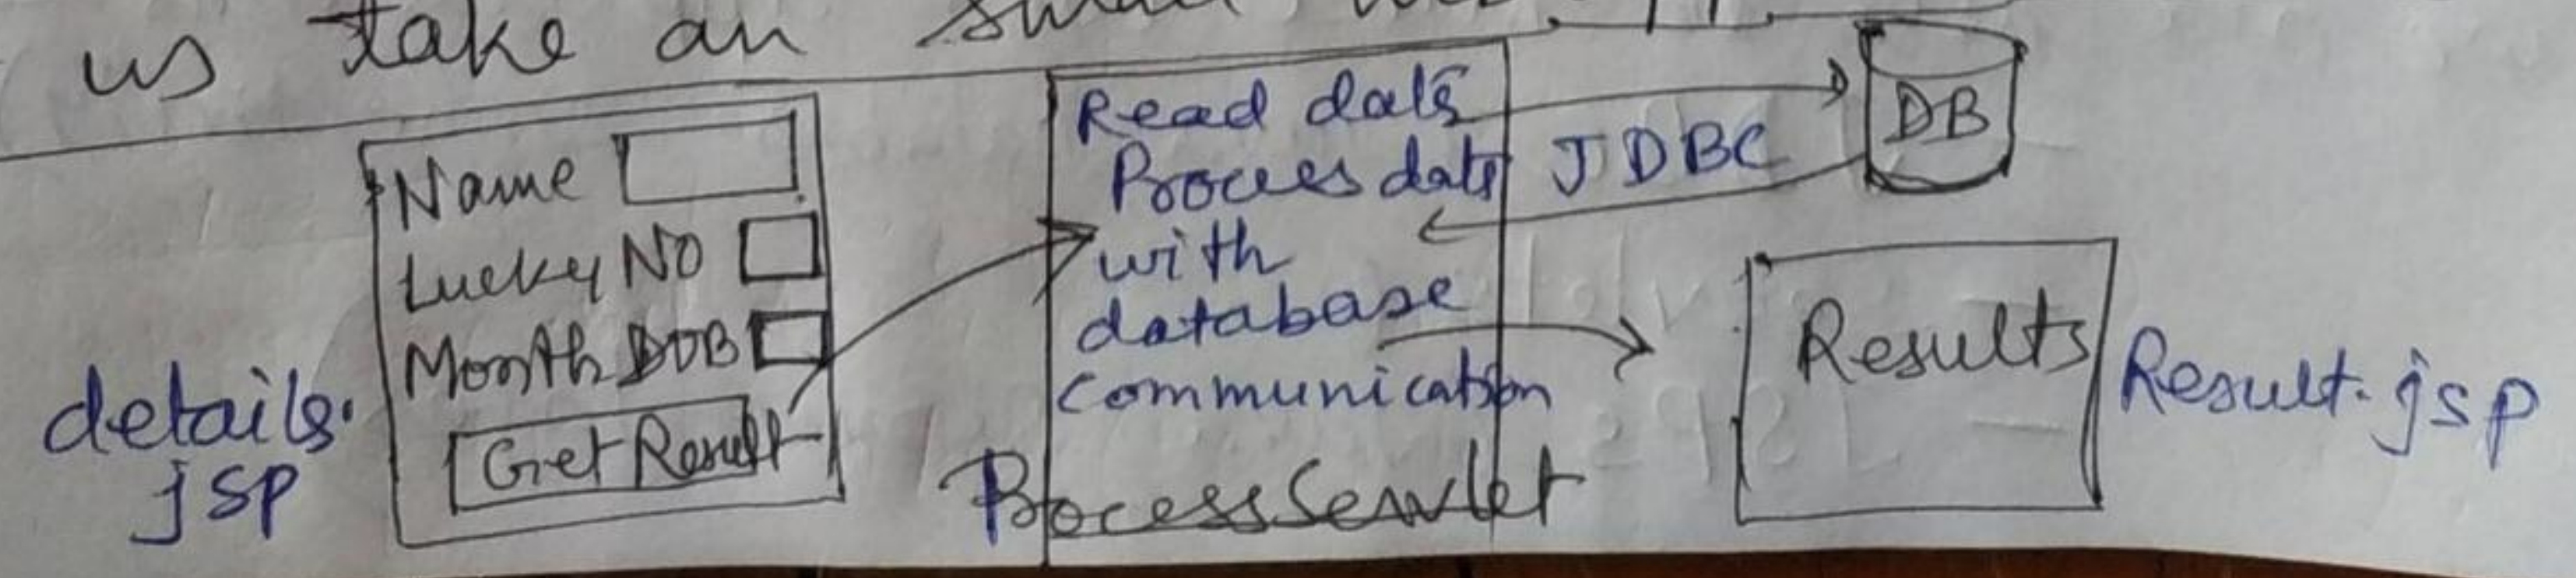 us take an small
Name
Lucky No
Month DOB
Get Result
details.
jsp
Read data
Process data
with
database
communication
ProcessServlet
JDBC
DB
Results
Result.jsp